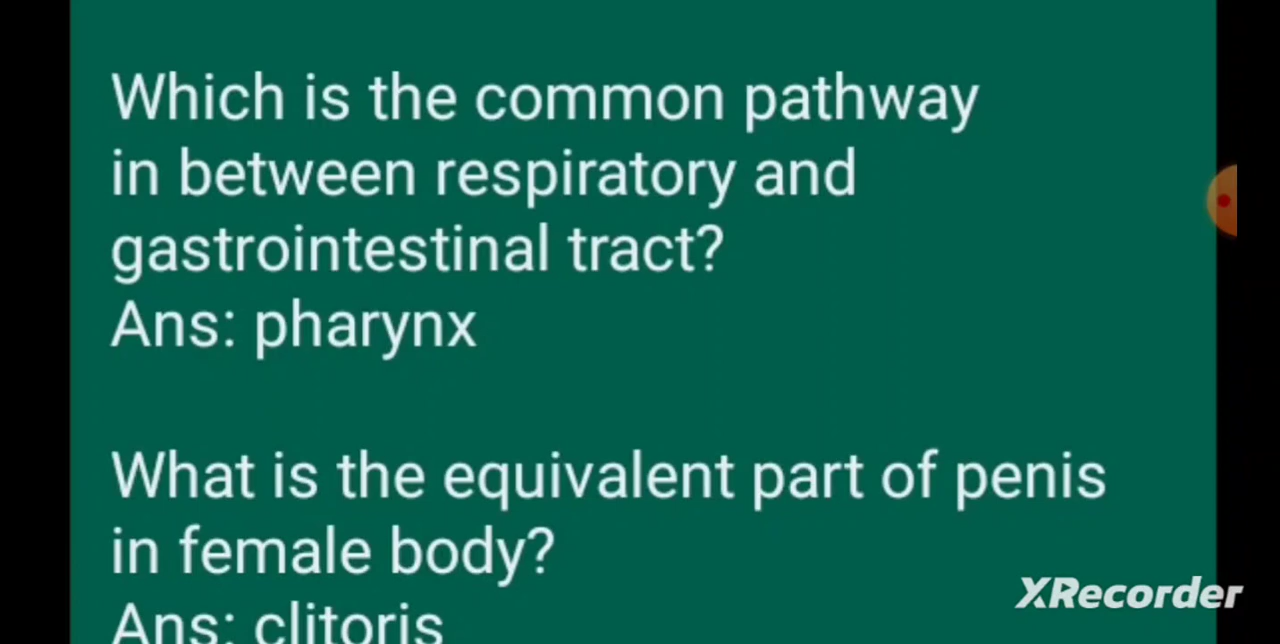 Which is the common pathway
in between respiratory and
gastrointestinal tract?
Ans: pharynx
What is the equivalent part of penis
in female body?
Ans: clitoris
XRecorder